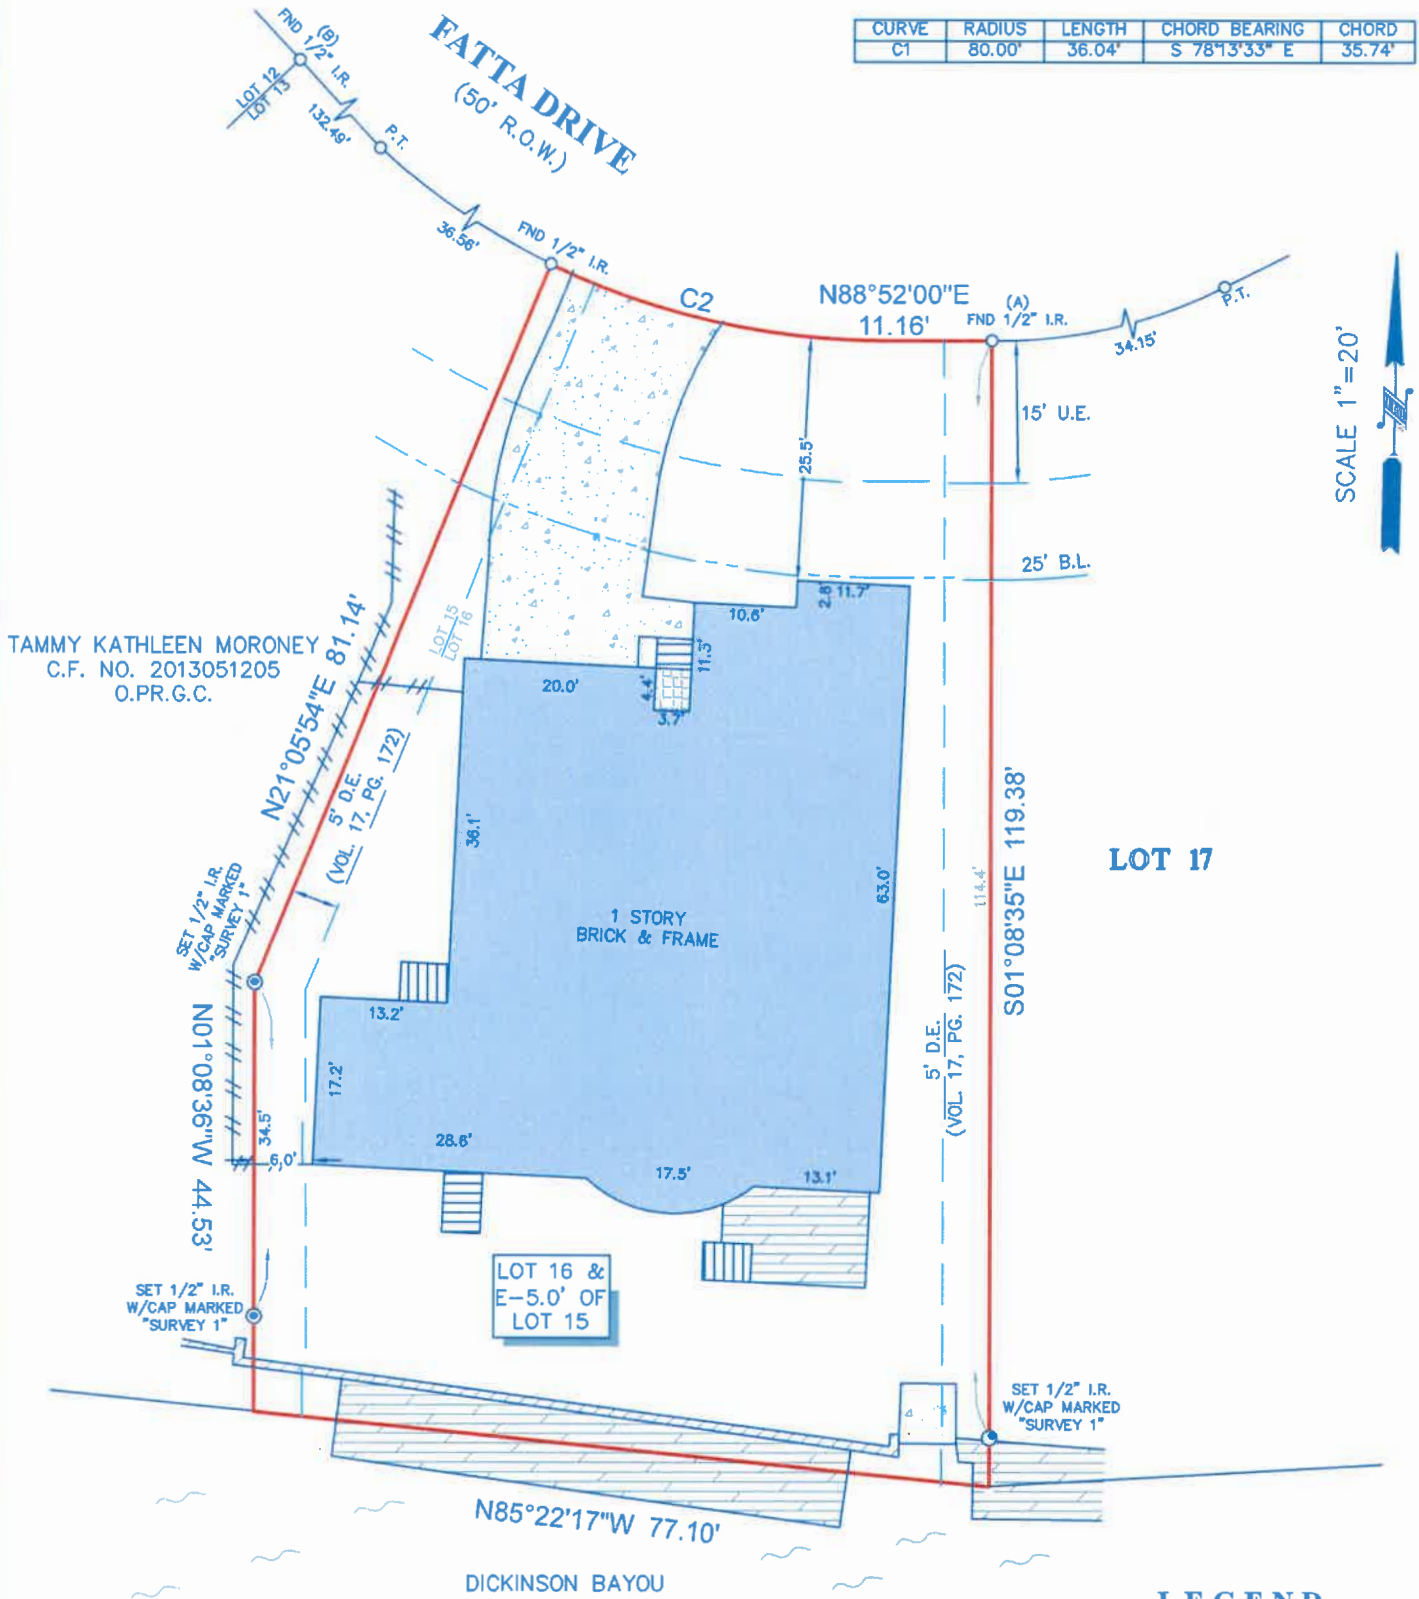 CURVE RADIUS LENGTH CHORD BEARING CHORD
C1 80.00' 36.04' S 78°13'33" E 35.74'
FATTA DRIVE
(50' R.O.W.)
(B)
FND 1/2" I.R.
LOT 12
LOT 13
132.49'
P.T.
36.56'
FND 1/2" I.R.
C2
N88°52'00"E
11.16'
(A)
FND 1/2" I.R.
34.15'
P.T.
SCALE 1"=20'
15' U.E.
25.5'
25' B.L.
LOT 15
LOT 16
TAMMY KATHLEEN MORONEY
C.F. NO. 2013051205
O.PR.G.C.
N21°05'54"E 81.14'
5' D.E.
(VOL. 17, PG. 172)
10.6'
2.8'
11.7'
11.3'
20.0'
4.4'
3.7'
36.1'
63.0'
1 STORY
BRICK & FRAME
114.4'
S01°08'35"E 119.38'
LOT 17
SET 1/2" I.R.
W/CAP MARKED
"SURVEY 1"
13.2'
17.2'
N01°08'36"W 44.53'
34.5'
6.0'
28.6'
17.5'
13.1'
5' D.E.
(VOL. 17, PG. 172)
LOT 16 &
E-5.0' OF
LOT 15
SET 1/2" I.R.
W/CAP MARKED
"SURVEY 1"
SET 1/2" I.R.
W/CAP MARKED
"SURVEY 1"
N85°22'17"W 77.10'
DICKINSON BAYOU
LEGEND